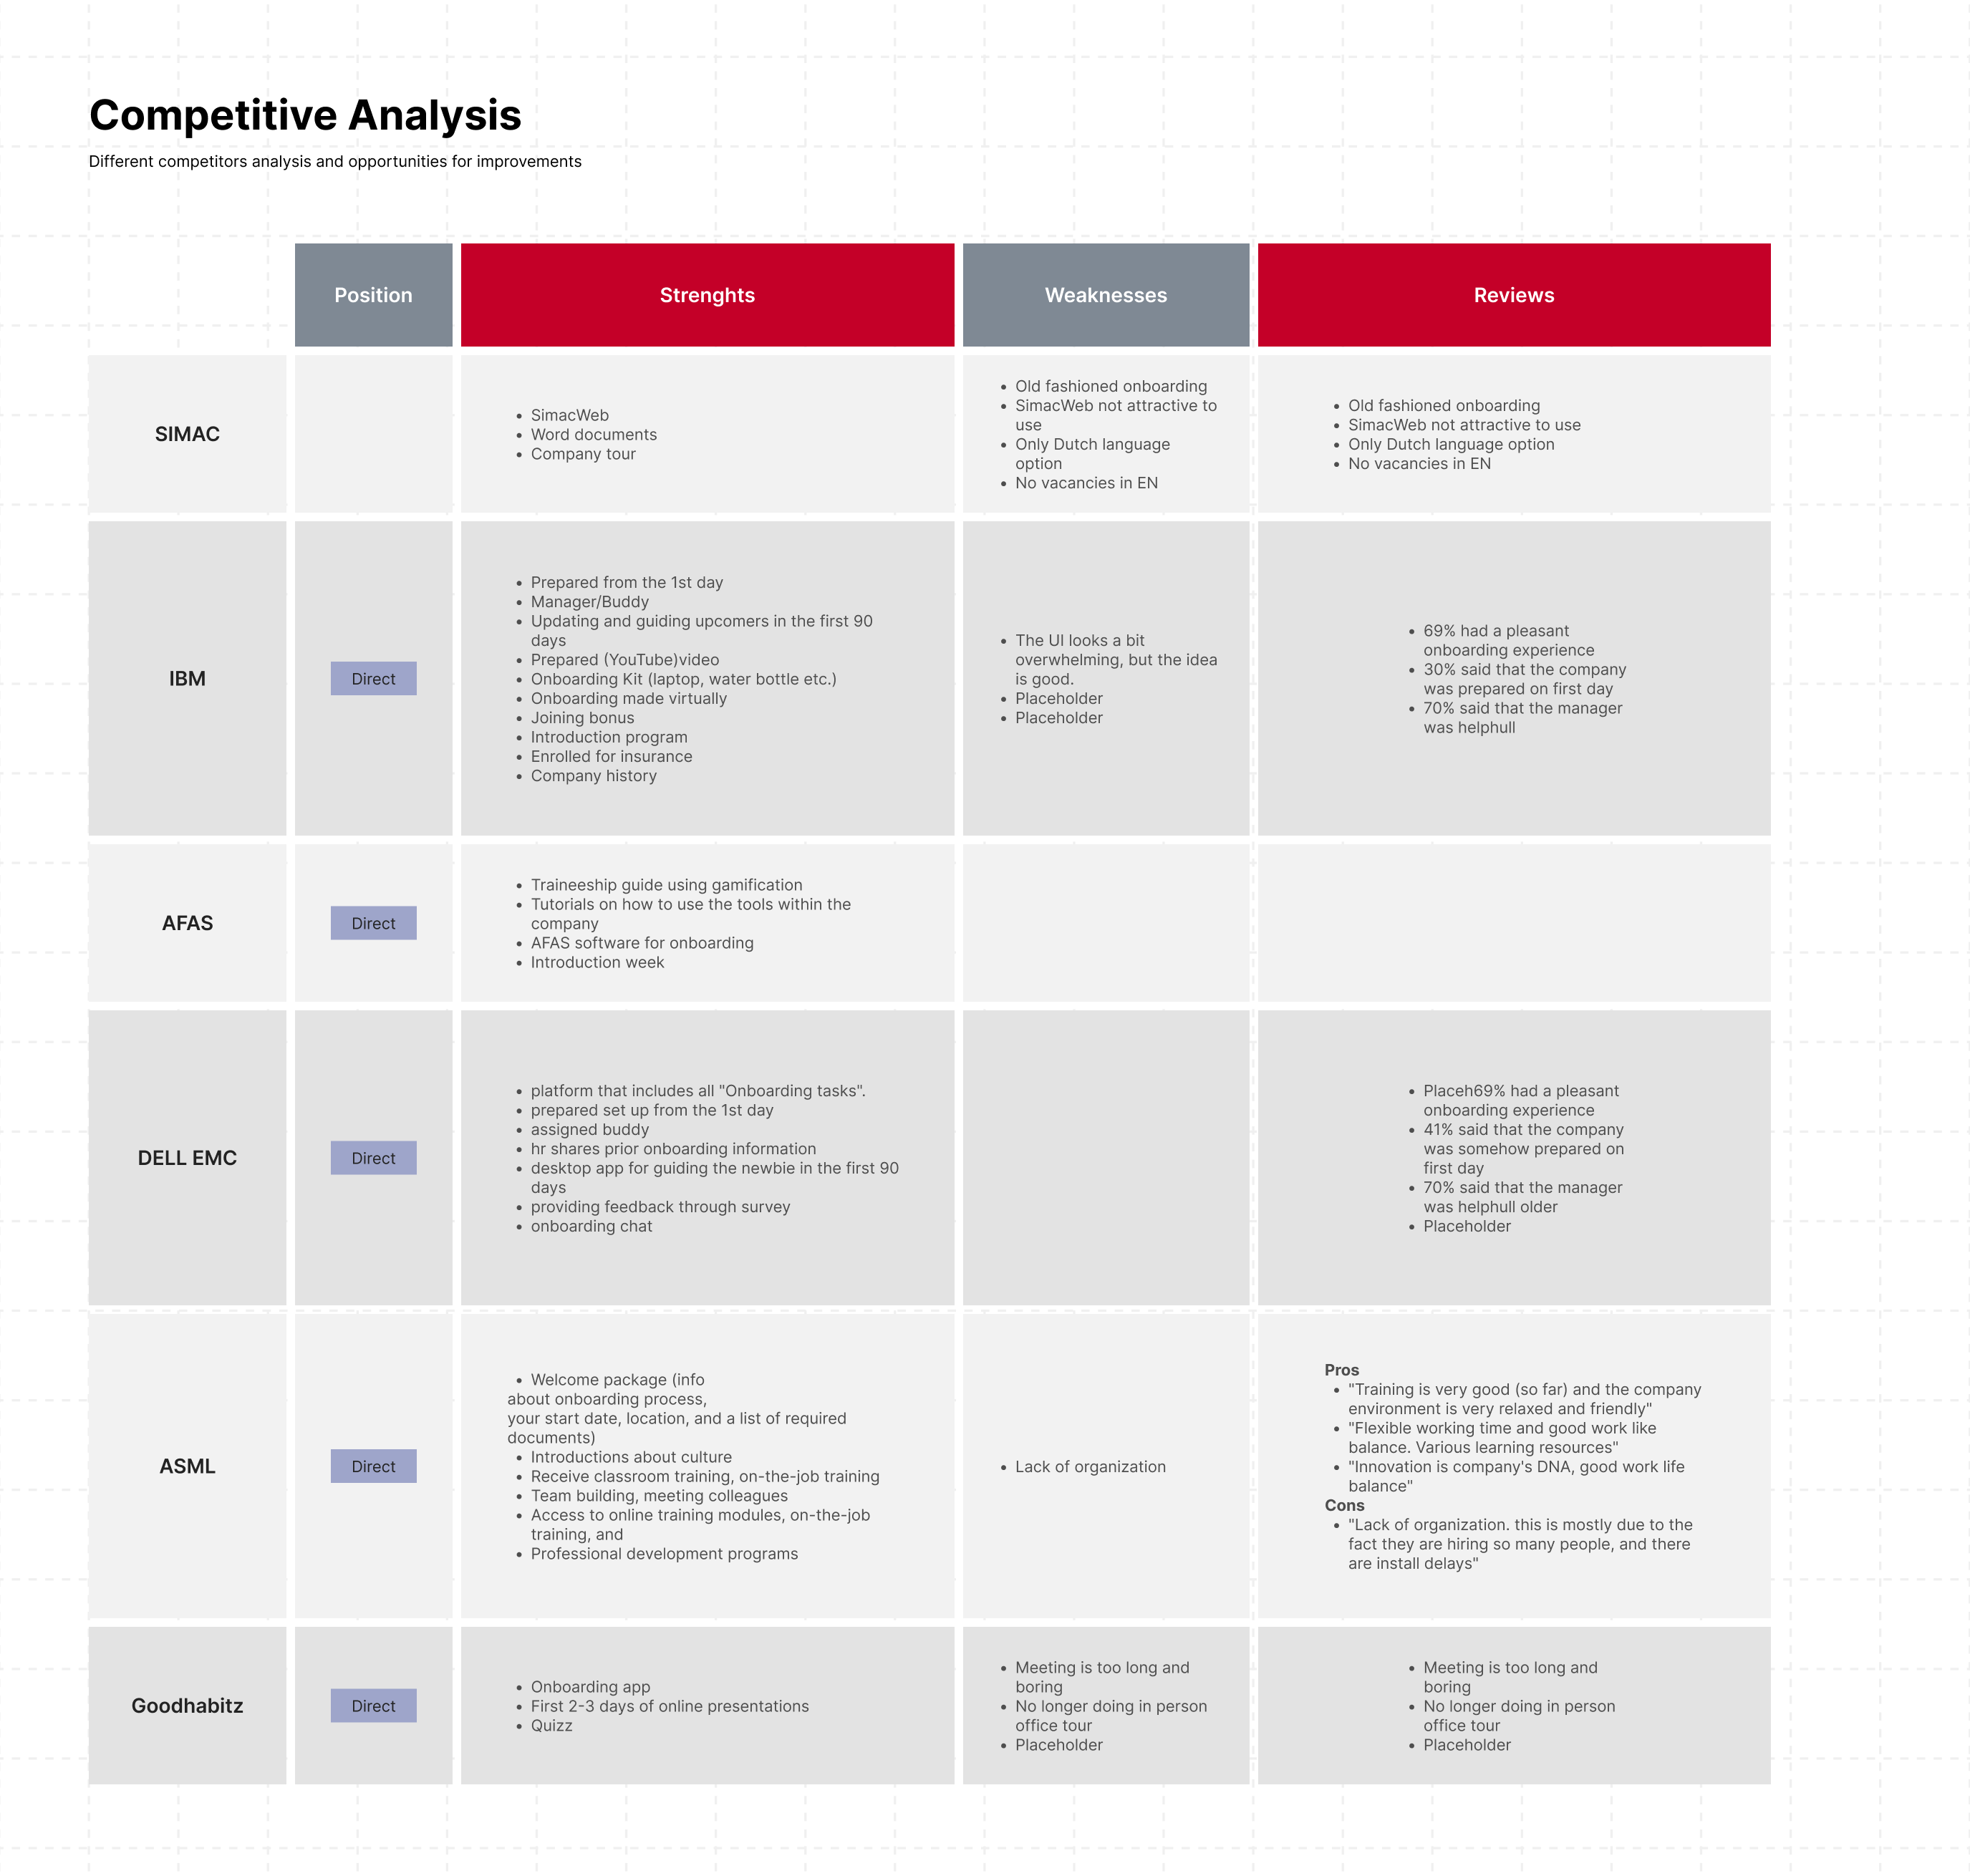 Competitive Analysis
Different competitors analysis and opportunities for improvements
Position
Strenghts
Weaknesses
Reviews
SIMAC
• SimacWeb
• Word documents
• Company tour
• Old fashioned onboarding
• SimacWeb not attractive to
use
• Only Dutch language
option
• No vacancies in EN
• Old fashioned onboarding
• SimacWeb not attractive to use
• Only Dutch language option
• No vacancies in EN
IBM
Direct
• Prepared from the 1st day
• Manager/Buddy
• Updating and guiding upcomers in the first 90
days
• Prepared (YouTube)video
• Onboarding Kit (laptop, water bottle etc.)
• Onboarding made virtually
• Joining bonus
• Introduction program
• Enrolled for insurance
• Company history
• The UI looks a bit
overwhelming, but the idea
is good.
• Placeholder
• Placeholder
• 69% had a pleasant
onboarding experience
• 30% said that the company
was prepared on first day
• 70% said that the manager
was helphull
AFAS
Direct
• Traineeship guide using gamification
• Tutorials on how to use the tools within the
company
• AFAS software for onboarding
• Introduction week
DELL EMC
Direct
• platform that includes all "Onboarding tasks".
• prepared set up from the 1st day
• assigned buddy
• hr shares prior onboarding information
• desktop app for guiding the newbie in the first 90
days
• providing feedback through survey
• onboarding chat
• Placeh69% had a pleasant
onboarding experience
• 41% said that the company
was somehow prepared on
first day
• 70% said that the manager
was helphull older
• Placeholder
ASML
Direct
• Welcome package (info
about onboarding process,
your start date, location, and a list of required
documents)
• Introductions about culture
• Receive classroom training, on-the-job training
• Team building, meeting colleagues
• Access to online training modules, on-the-job
training, and
• Professional development programs
• Lack of organization
Pros
• "Training is very good (so far) and the company
environment is very relaxed and friendly"
• "Flexible working time and good work like
balance. Various learning resources"
• "Innovation is company's DNA, good work life
balance"
Cons
• "Lack of organization. this is mostly due to the
fact they are hiring so many people, and there
are install delays"
Goodhabitz
Direct
• Onboarding app
• First 2-3 days of online presentations
• Quizz
• Meeting is too long and
boring
• No longer doing in person
office tour
• Placeholder
• Meeting is too long and
boring
• No longer doing in person
office tour
• Placeholder